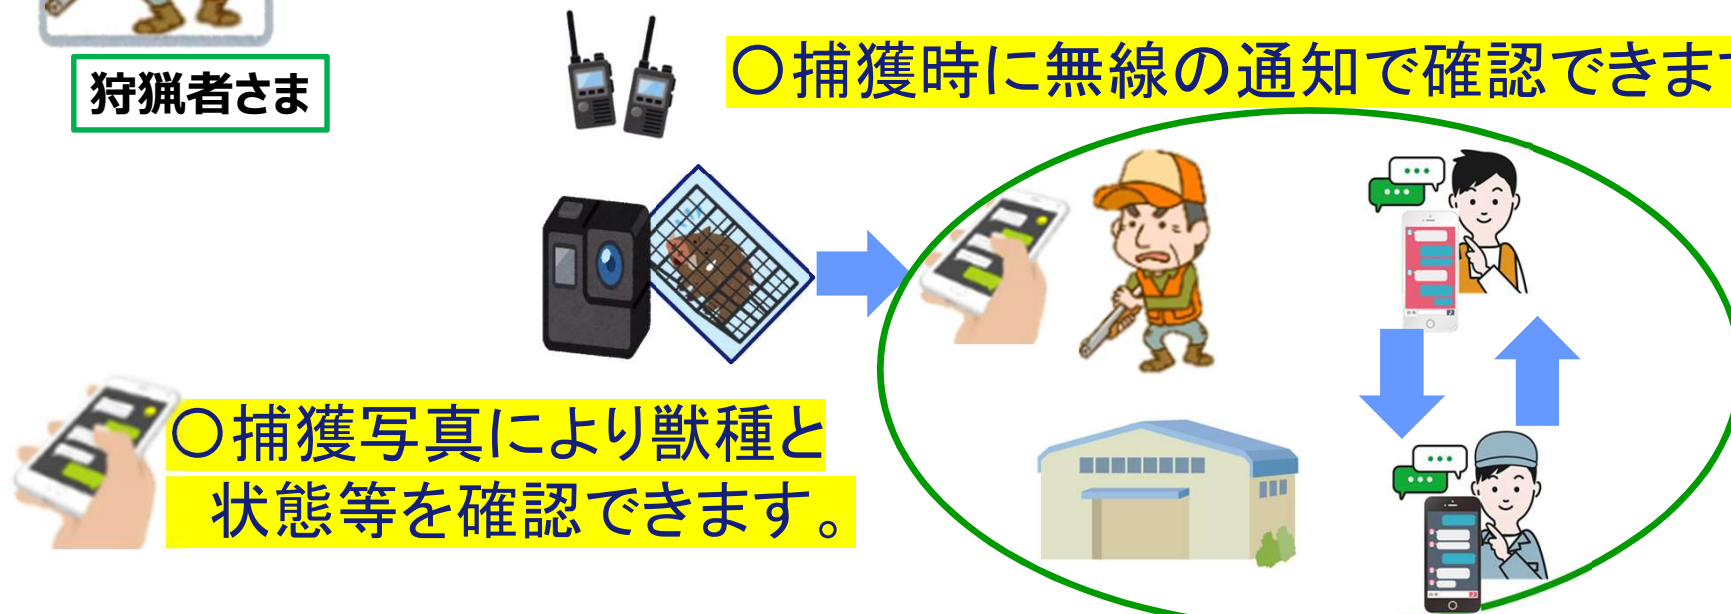 狩猟者さま
〇捕獲時に無線の通知で確認できま
〇捕獲写真により獣種と
状態等を確認できます。